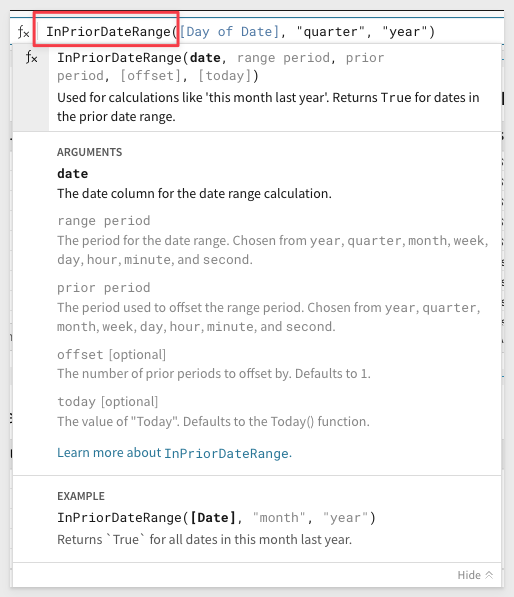 InPriorDateRange([Day of Date], "quarter", "year")
InPriorDateRange(date, range period, prior
period, [offset], [today])
Used for calculations like 'this month last year'. Returns True for dates in
the prior date range.
ARGUMENTS
date
The date column for the date range calculation.
range period
The period for the date range. Chosen from year, quarter, month, week,
day, hour, minute, and second.
prior period
The period used to offset the range period. Chosen from year, quarter,
month, week, day, hour, minute, and second.
offset [optional]
The number of prior periods to offset by. Defaults to 1.
today [optional]
The value of "Today". Defaults to the Today() function.
Learn more about InPriorDateRange.
EXAMPLE
InPriorDateRange([Date], "month", "year")
Returns `True` for all dates in this month last year.
Hide